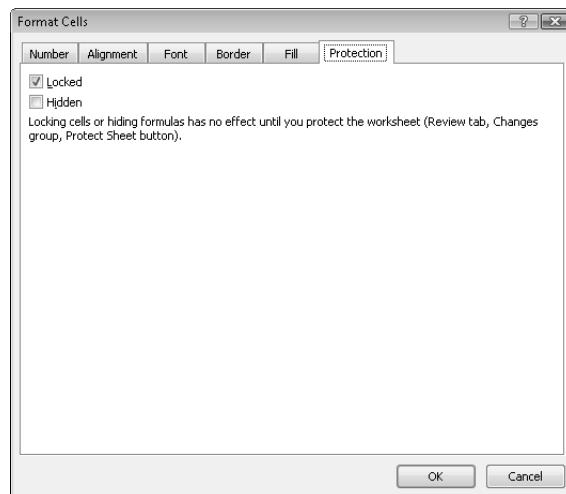 Format Cells
Number Alignment Font Border Fill Protection
Locked
Hidden
Locking cells or hiding formulas has no effect until you protect the worksheet (Review tab, Changes
group, Protect Sheet button).
OK Cancel